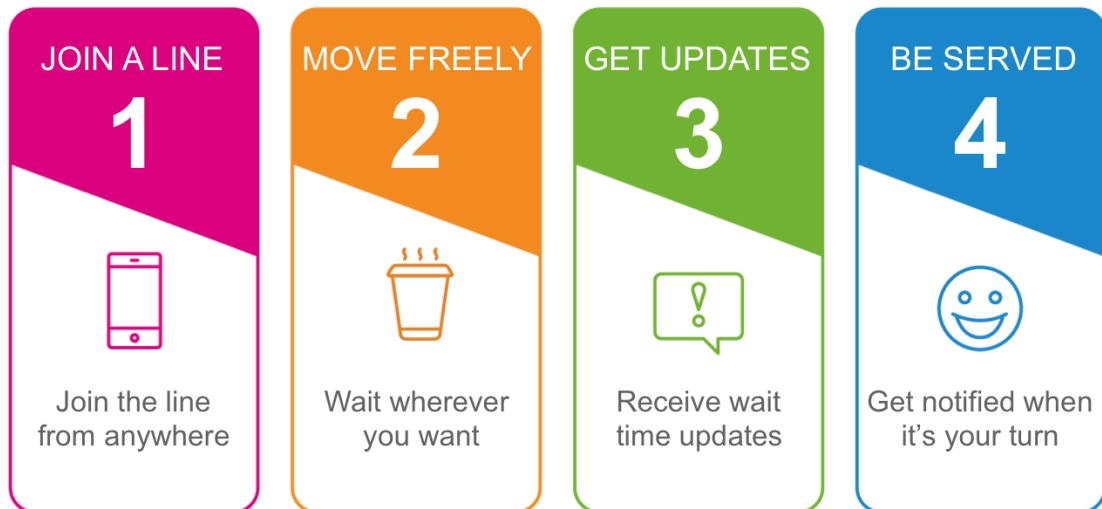 JOIN A LINE
1
Join the line
from anywhere
MOVE FREELY
2
Wait wherever
you want
GET UPDATES
3
Receive wait
time updates
BE SERVED
4
Get notified when
it’s your turn